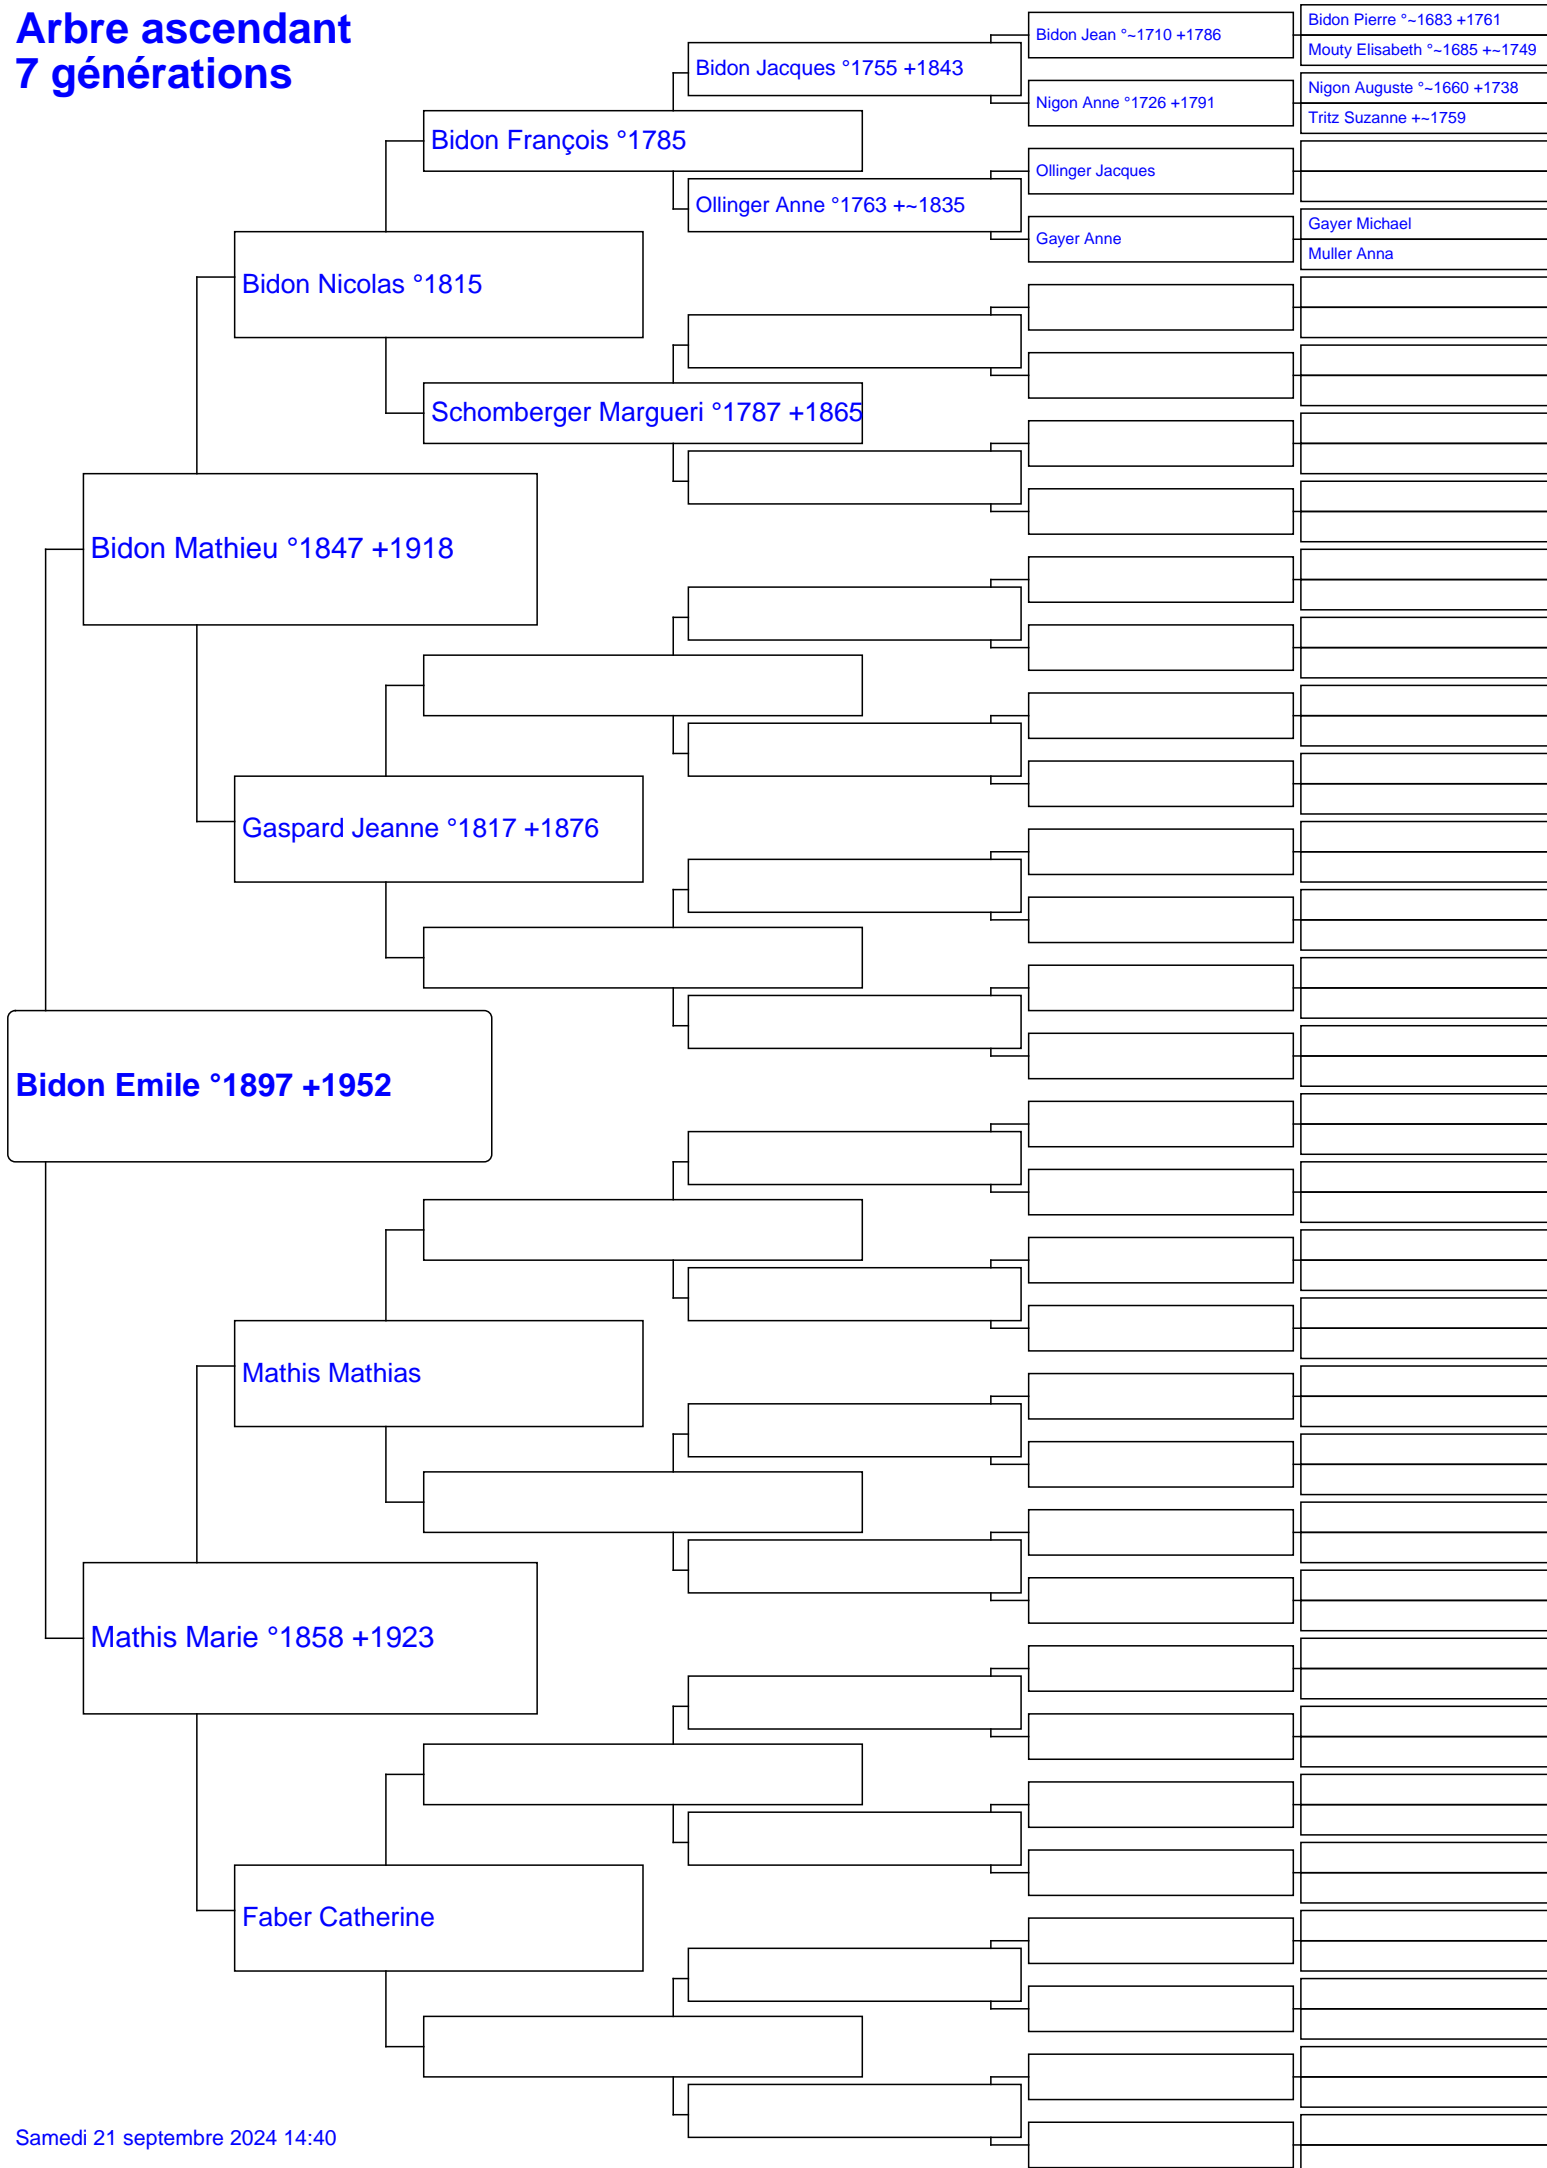 Arbre ascendant
7 générations
Bidon Jean °~1710 +1786
Bidon Pierre °~1683 +1761
Mouty Elisabeth °~1685 +~1749
Bidon Jacques °1755 +1843
Nigon Anne °1726 +1791
Nigon Auguste °~1660 +1738
Tritz Suzanne +~1759
Bidon François °1785
Ollinger Jacques
Ollinger Anne °1763 +~1835
Gayer Anne
Gayer Michael
Muller Anna
Bidon Nicolas °1815
Schomberger Margueri °1787 +1865
Bidon Mathieu °1847 +1918
Gaspard Jeanne °1817 +1876
Bidon Emile °1897 +1952
Mathis Mathias
Mathis Marie °1858 +1923
Faber Catherine
Samedi 21 septembre 2024 14:40